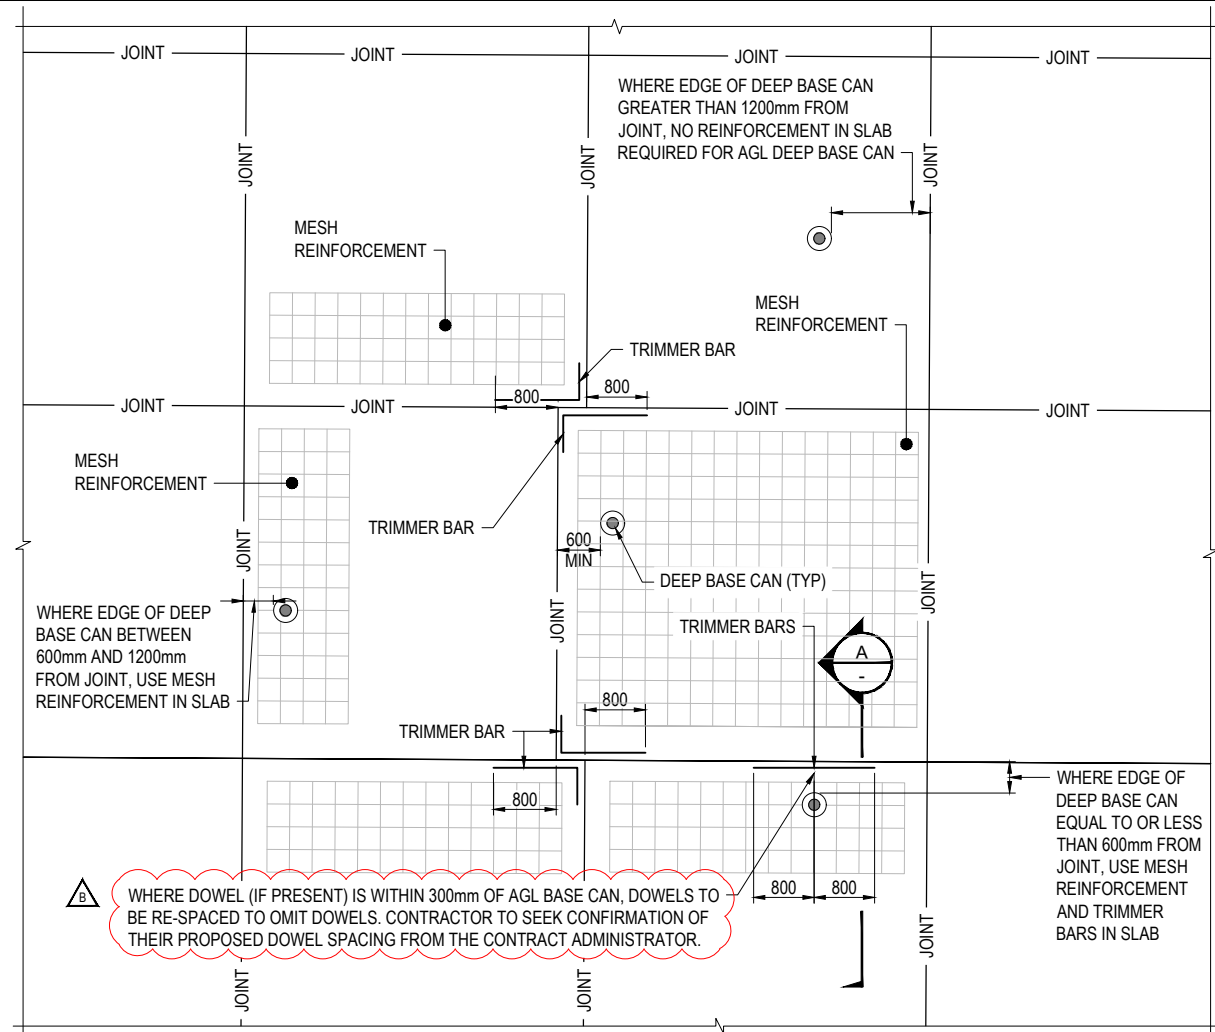 JOINT
JOINT
JOINT
JOINT
WHERE EDGE OF DEEP BASE CAN
GREATER THAN 1200mm FROM
JOINT, NO REINFORCEMENT IN SLAB
REQUIRED FOR AGL DEEP BASE CAN
JOINT
JOINT
JOINT
MESH
REINFORCEMENT
MESH
REINFORCEMENT
TRIMMER BAR
800
800
JOINT
JOINT
JOINT
JOINT
MESH
REINFORCEMENT
TRIMMER BAR
600
MIN
JOINT
DEEP BASE CAN (TYP)
JOINT
JOINT
WHERE EDGE OF DEEP
BASE CAN BETWEEN
600mm AND 1200mm
FROM JOINT, USE MESH
REINFORCEMENT IN SLAB
TRIMMER BARS
A
-
800
TRIMMER BAR
800
WHERE EDGE OF
DEEP BASE CAN
EQUAL TO OR LESS
THAN 600mm FROM
JOINT, USE MESH
REINFORCEMENT
AND TRIMMER
BARS IN SLAB
800
800
B
WHERE DOWEL (IF PRESENT) IS WITHIN 300mm OF AGL BASE CAN, DOWELS TO
BE RE-SPACED TO OMIT DOWELS. CONTRACTOR TO SEEK CONFIRMATION OF
THEIR PROPOSED DOWEL SPACING FROM THE CONTRACT ADMINISTRATOR.
JOINT
JOINT
JOINT